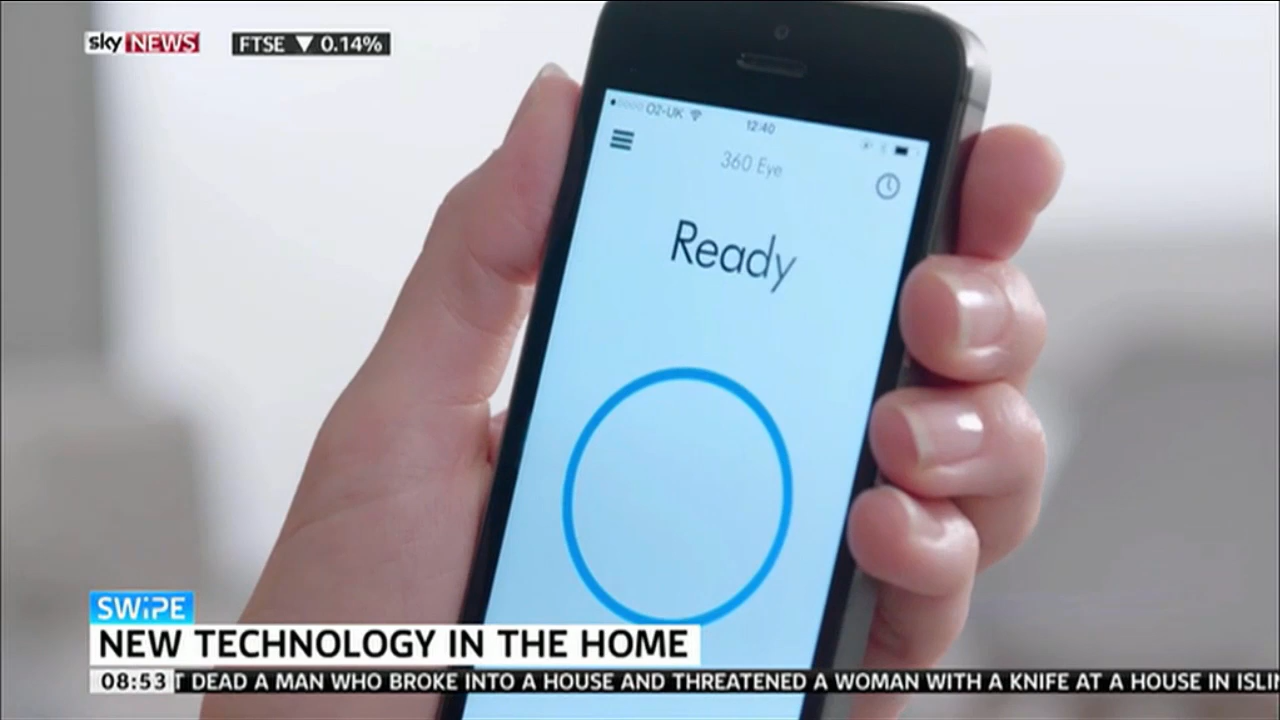 sky NEWS
FTSE ▼ 0.14%
O2-UK
12:40
360 Eye
Ready
SWiPE
NEW TECHNOLOGY IN THE HOME
08:53
T DEAD A MAN WHO BROKE INTO A HOUSE AND THREATENED A WOMAN WITH A KNIFE AT A HOUSE IN ISLIN